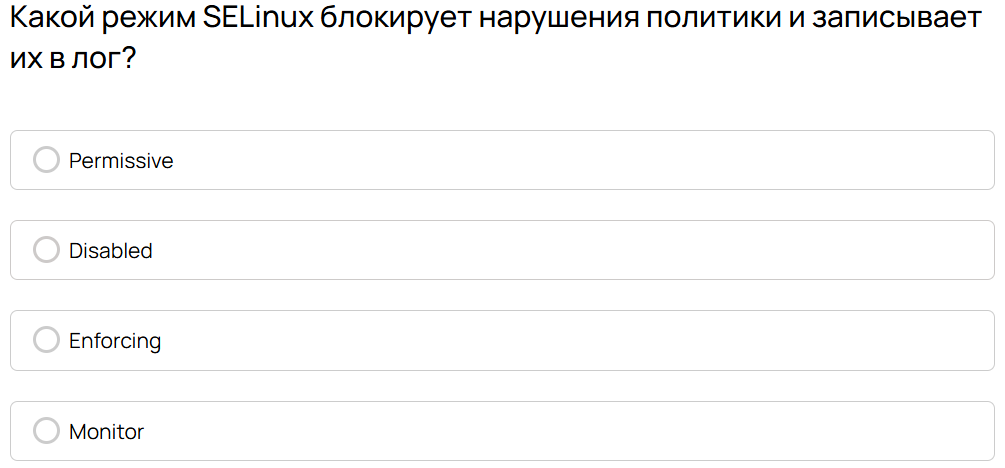 Какой режим SELinux блокирует нарушения политики и записывает
их в лог?
Permissive
Disabled
Enforcing
Monitor